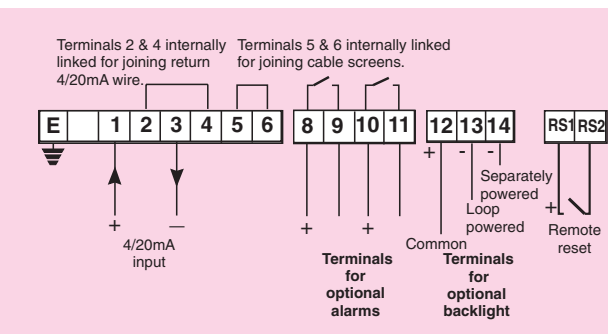 Terminals 2 & 4 internally
linked for joining return
4/20mA wire.
Terminals 5 & 6 internally linked
for joining cable screens.
E 1 2 3 4 5 6
8 9 10 11
12 13 14
RS1 RS2
+ - -
Separately
powered
Loop
powered
Common
+ —
4/20mA
input
+ +
Terminals
for
optional
alarms
Terminals
for
optional
backlight
+
Remote
reset